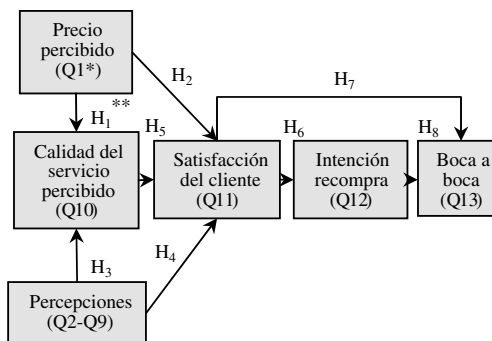 Precio
percibido
(Q1*)
H1**
H2
H7
Calidad del
servicio
percibido
(Q10)
H5
Satisfacción
del cliente
(Q11)
H6
Intención
recompra
(Q12)
H8
Boca a
boca
(Q13)
H3
H4
Percepciones
(Q2-Q9)